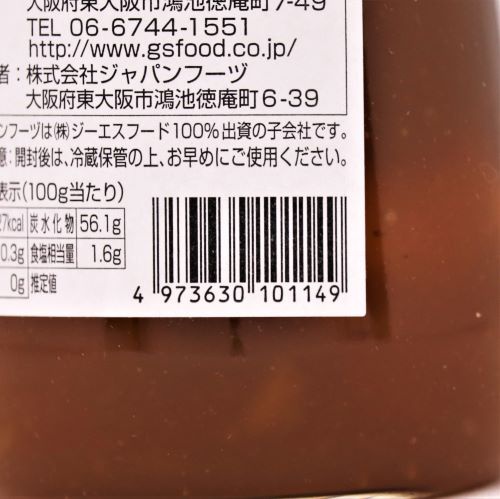 大阪府東大阪市鴻池徳庵町7-49
TEL 06-6744-1551
http://www.gsfood.co.jp/
者：株式会社ジャパンフーヅ
大阪府東大阪市鴻池徳庵町6-39
ンフーヅは(株)ジーエスフード100%出資の子会社です。
意：開封後は、冷蔵保管の上、お早めにご使用ください。
表示(100g当たり)
27kcal 炭水化物 56.1g
0.3g 食塩相当量 1.6g
0g 推定値
4 973630 101149